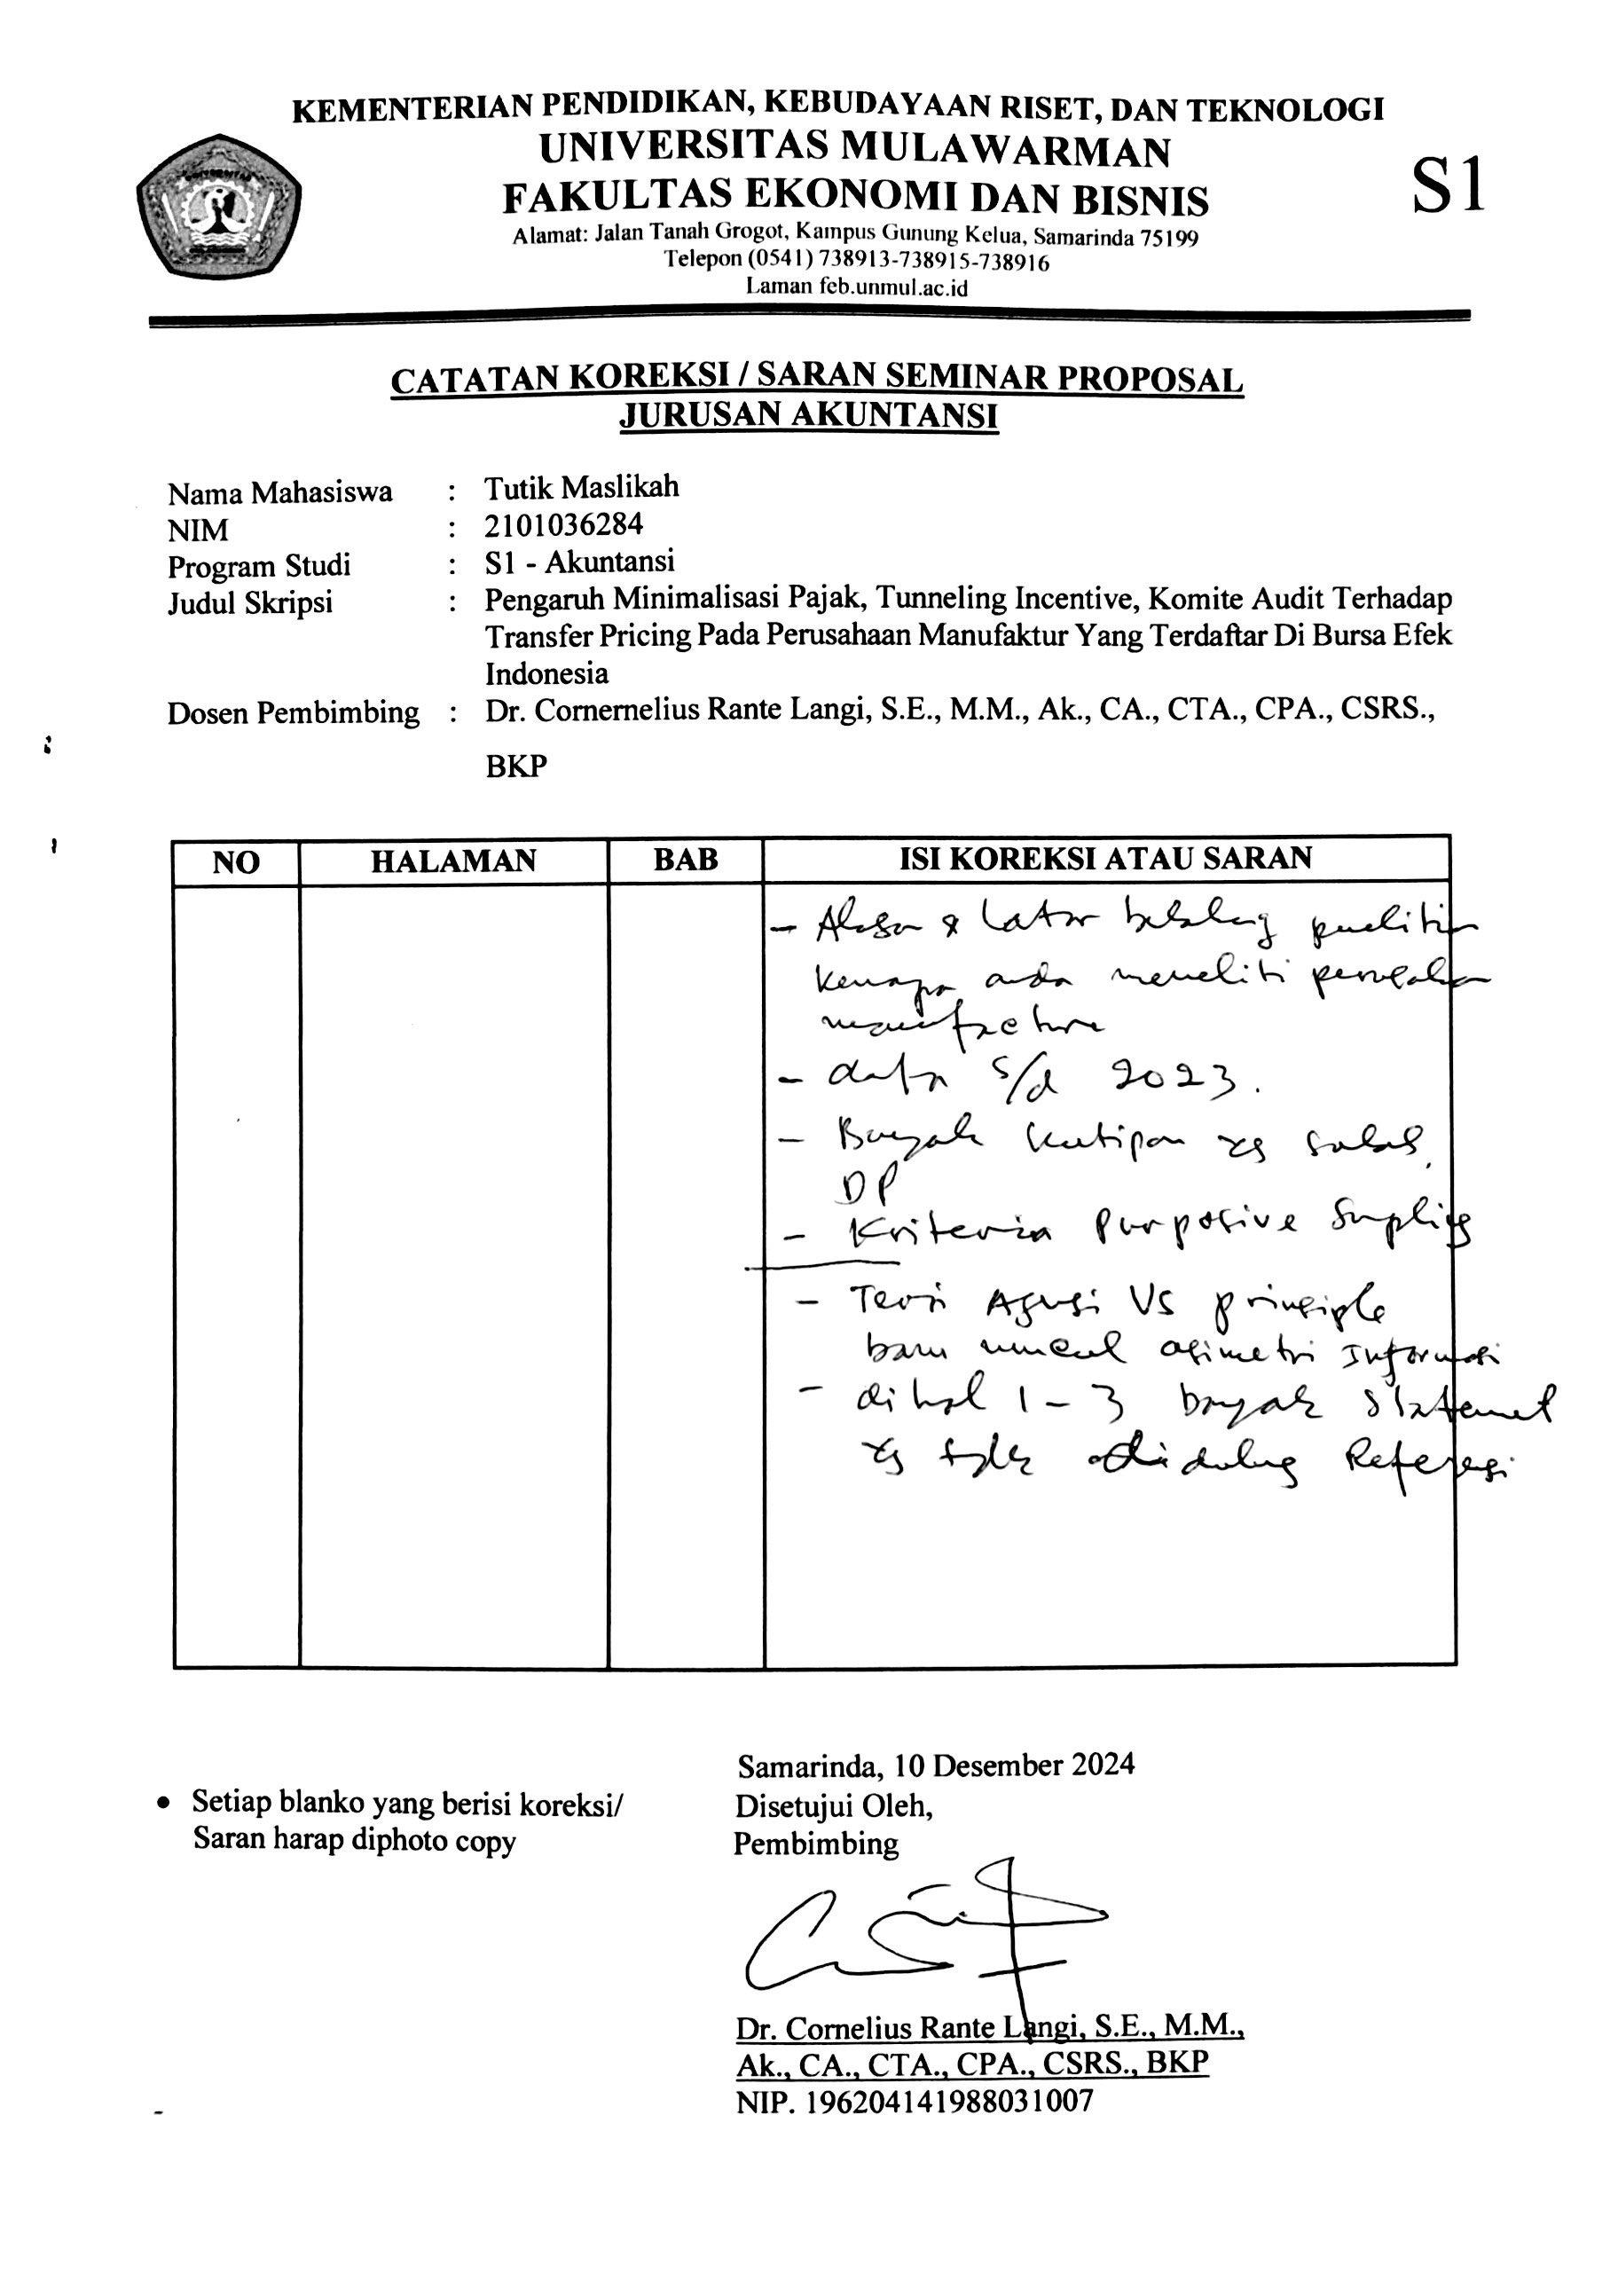 KEMENTERIAN PENDIDIKAN, KEBUDAYAAN RISET, DAN TEKNOLOGI
UNIVERSITAS MULAWARMAN
FAKULTAS EKONOMI DAN BISNIS
S1
Alamat: Jalan Tanah Grogot, Kampus Gunung Kelua, Samarinda 75199
Telepon (0541) 738913-738915-738916
Laman feb.unmul.ac.id
CATATAN KOREKSI / SARAN SEMINAR PROPOSAL
JURUSAN AKUNTANSI
Nama Mahasiswa : Tutik Maslikah
NIM : 2101036284
Program Studi : S1 - Akuntansi
Judul Skripsi : Pengaruh Minimalisasi Pajak, Tunneling Incentive, Komite Audit Terhadap
Transfer Pricing Pada Perusahaan Manufaktur Yang Terdaftar Di Bursa Efek
Indonesia
Dosen Pembimbing : Dr. Cornernelius Rante Langi, S.E., M.M., Ak., CA., CTA., CPA., CSRS.,
BKP
NO HALAMAN BAB ISI KOREKSI ATAU SARAN
- Alasan & Latar belakang penelitian
kenapa anda meneliti perusahaan
manufacture
- data s/d 2023.
- Banyak kutipan yg salah,
DP
- Kriteria Purposive Sampling
- Teori Agensi Vs principle
baru muncul asimetri Informasi
- di hal 1-3 banyak statement
yg tidak didukung Referensi
Samarinda, 10 Desember 2024
• Setiap blanko yang berisi koreksi/
Saran harap diphoto copy
Disetujui Oleh,
Pembimbing
Dr. Cornelius Rante Langi, S.E., M.M.,
Ak., CA., CTA., CPA., CSRS., BKP
NIP. 196204141988031007